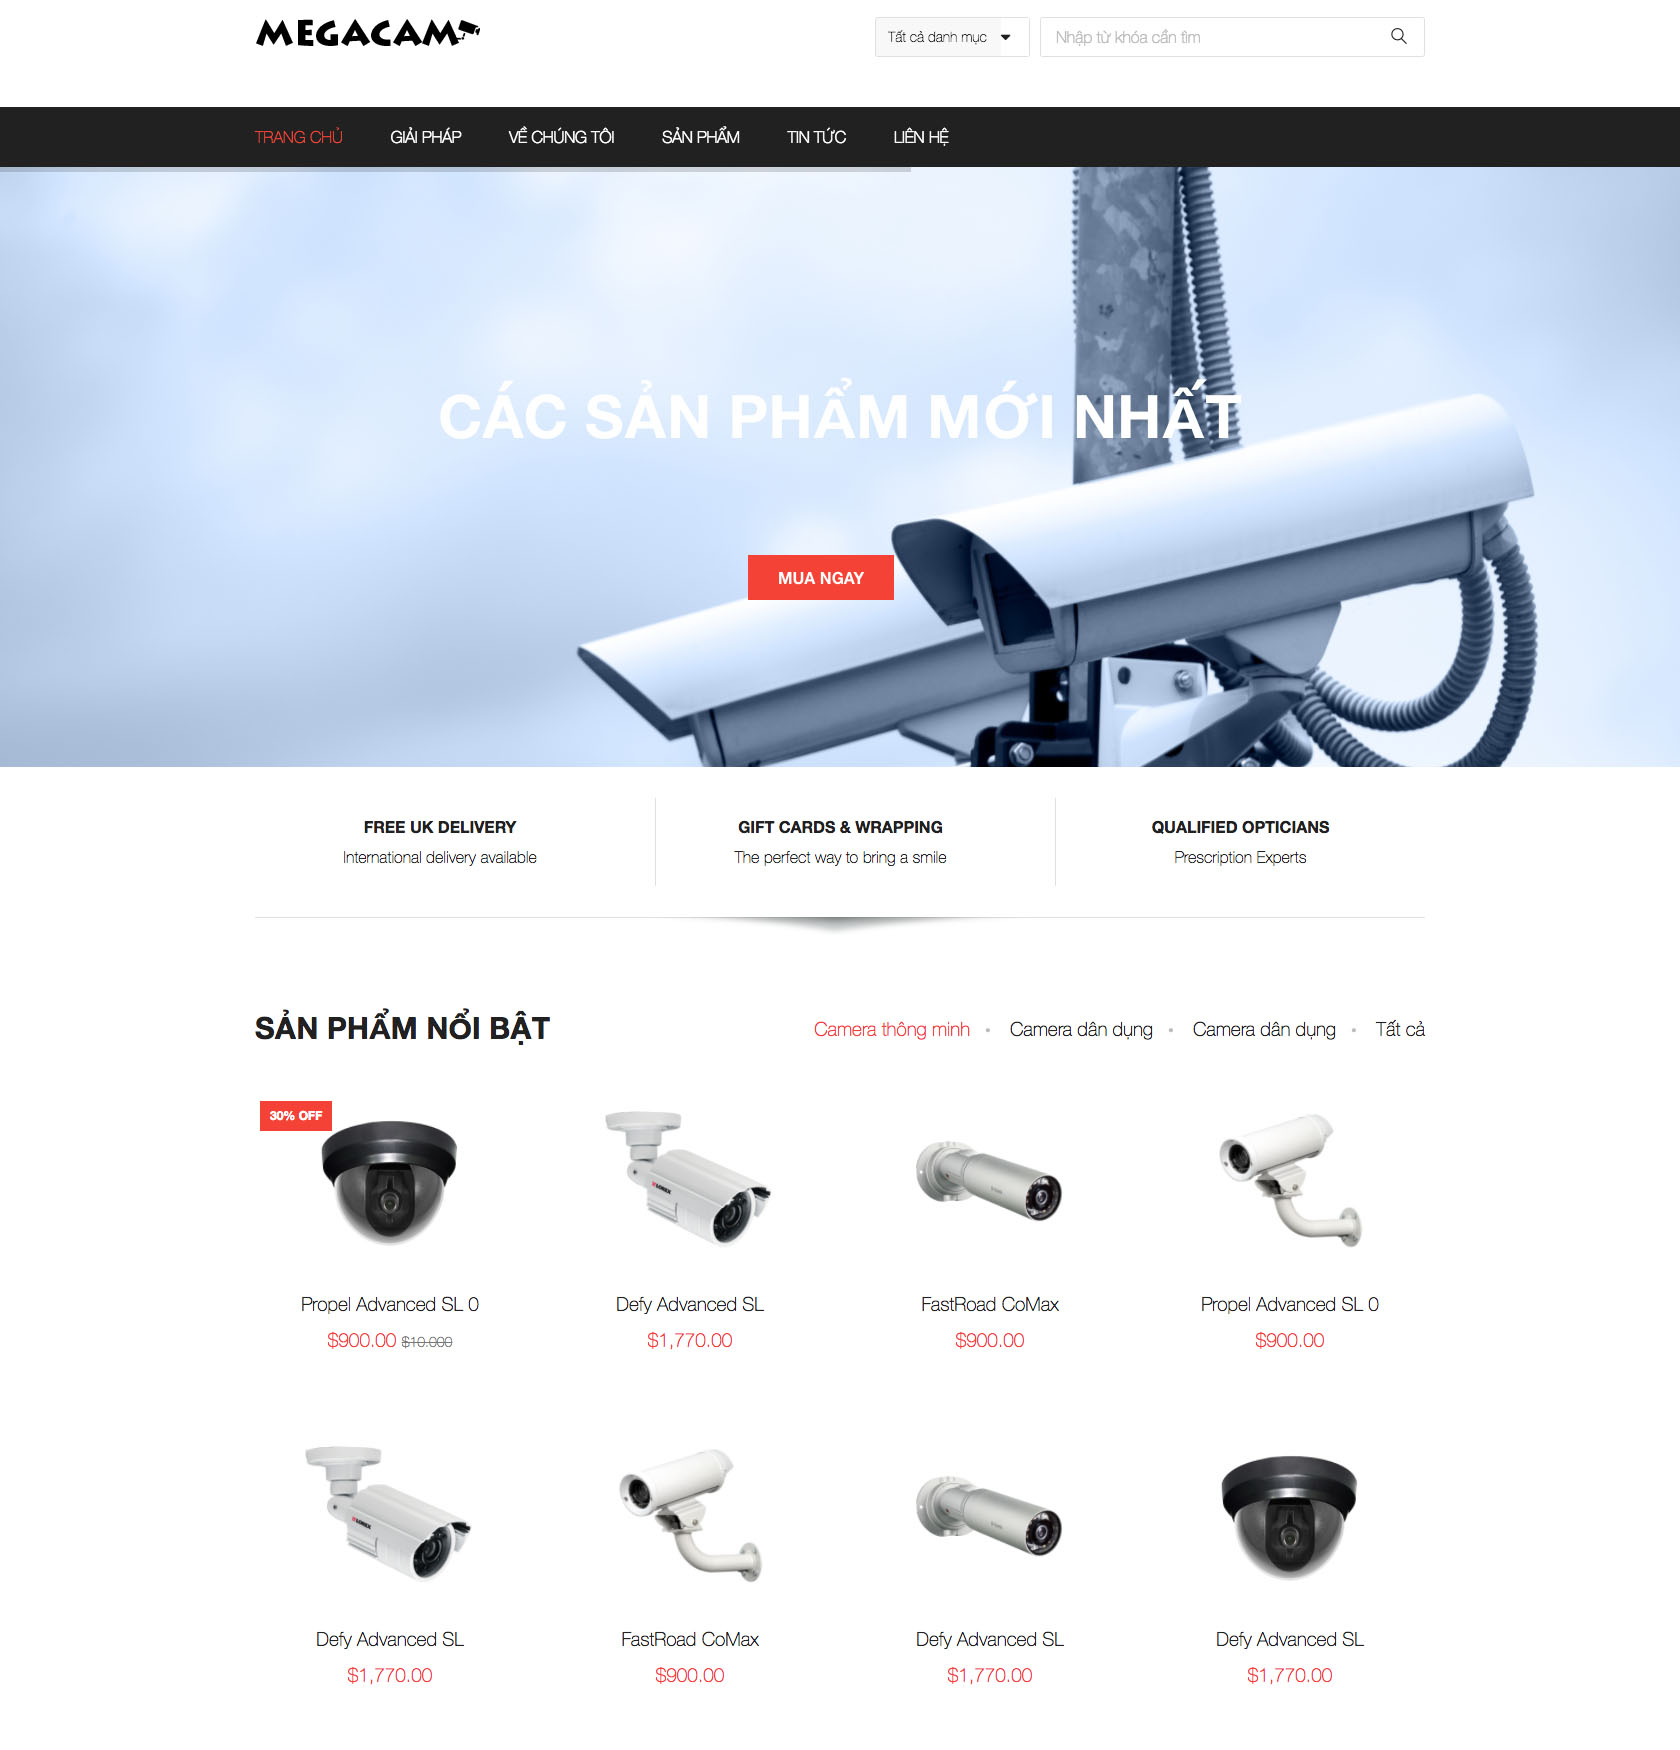 MEGACAM
Tất cả danh mục
Nhập từ khóa cần tìm
TRANG CHỦ GIẢI PHÁP VỀ CHÚNG TÔI SẢN PHẨM TIN TỨC LIÊN HỆ
CÁC SẢN PHẨM MỚI NHẤT
MUA NGAY
FREE UK DELIVERY GIFT CARDS & WRAPPING QUALIFIED OPTICIANS
International delivery available The perfect way to bring a smile Prescription Experts
SẢN PHẨM NỔI BẬT
Camera thông minh • Camera dân dụng • Camera dân dụng • Tất cả
30% OFF
LOREX
Propel Advanced SL 0 Defy Advanced SL FastRoad CoMax Propel Advanced SL 0
$900.00 $10.000 $1,770.00 $900.00 $900.00
LOREX
Defy Advanced SL FastRoad CoMax Defy Advanced SL Defy Advanced SL
$1,770.00 $900.00 $1,770.00 $1,770.00